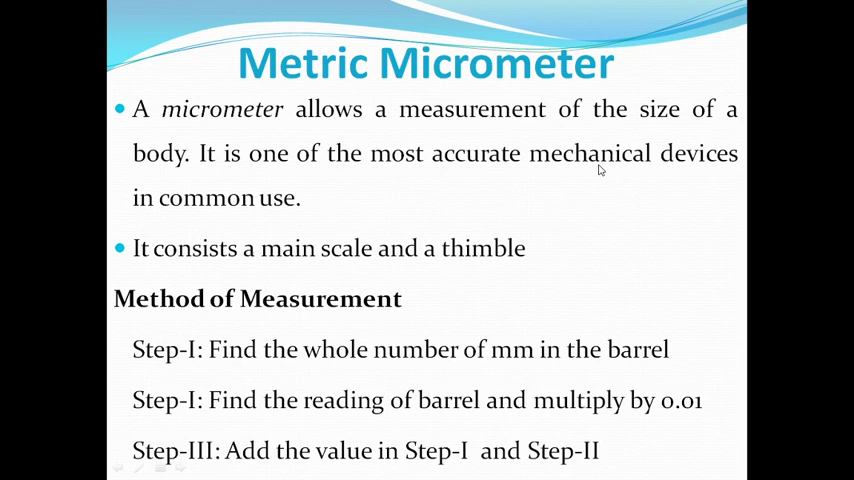 Metric Micrometer
• A micrometer allows a measurement of the size of a
body. It is one of the most accurate mechanical devices
in common use.
• It consists a main scale and a thimble
Method of Measurement
Step-I: Find the whole number of mm in the barrel
Step-I: Find the reading of barrel and multiply by 0.01
Step-III: Add the value in Step-I and Step-II